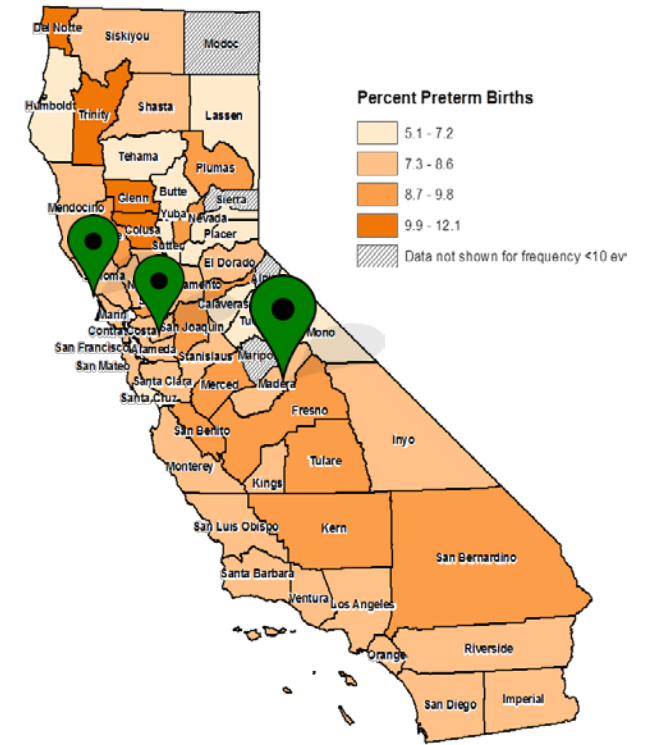 Del Norte
Siskiyou
Modoc
Humboldt
Trinity
Shasta
Lassen
Percent Preterm Births
5.1 - 7.2
7.3 - 8.6
8.7 - 9.8
9.9 - 12.1
Data not shown for frequency <10 ev
Tehama
Plumas
Butte
Glenn
Sierra
Mendocino
Yuba
Nevada
Colusa
Placer
Sutter
El Dorado
Calaveras
Marin
Contra Costa
San Joaquin
Mono
San Francisco
Alameda
Stanislaus
Maripo
San Mateo
Santa Clara
Merced
Madera
Santa Cruz
Fresno
San Benito
Inyo
Monterey
Tulare
Kings
San Luis Obispo
Kern
San Bernardino
Santa Barbara
Ventura
Los Angeles
Orange
Riverside
San Diego
Imperial